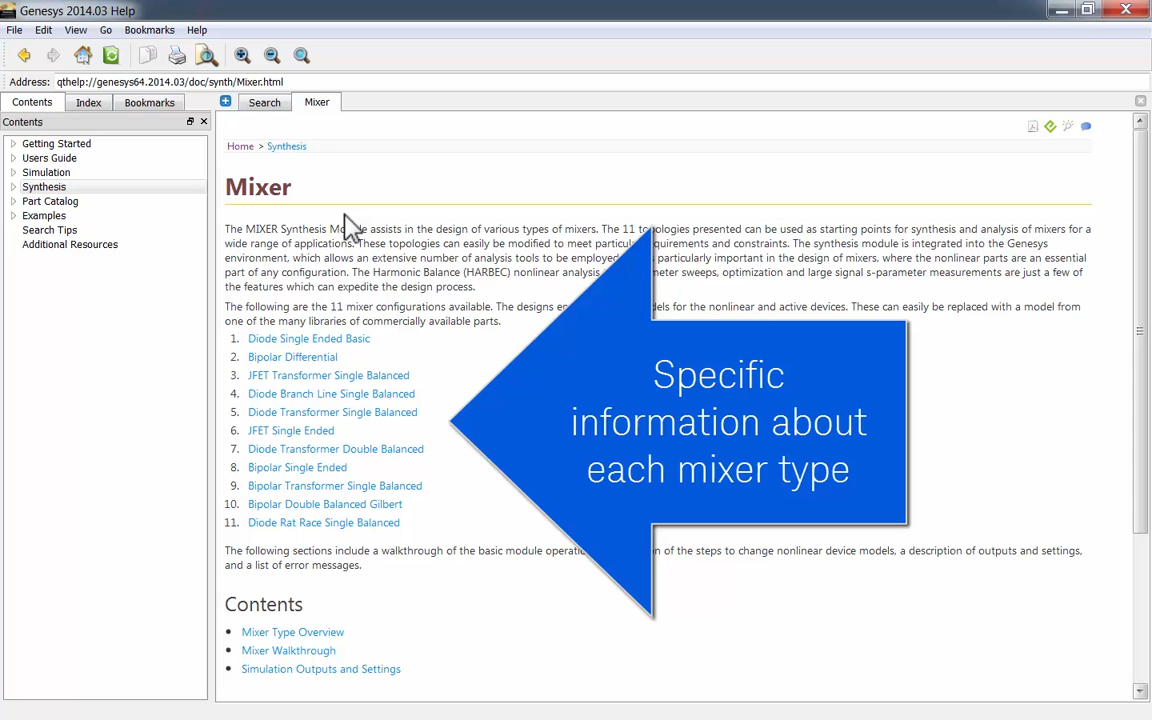 Genesys 2014.03 Help
File Edit View Go Bookmarks Help
Address: qthelp://genesys64.2014.03/doc/synth/Mixer.html
Contents Index Bookmarks Search Mixer
Contents
Getting Started
Users Guide
Simulation
Synthesis
Part Catalog
Examples
Search Tips
Additional Resources
Home > Synthesis
Mixer
The MIXER Synthesis assists in the design of various types of mixers. The 11 topologies presented can be used as starting points for synthesis and analysis of mixers for a
wide range of applications. These topologies can easily be modified to meet requirements and constraints. The synthesis module is integrated into the Genesys
environment, which allows an extensive number of analysis tools to be employed particularly important in the design of mixers, where the nonlinear parts are an essential
part of any configuration. The Harmonic Balance (HARBEC) nonlinear analysis sweeps, optimization and large signal s-parameter measurements are just a few of
the features which can expedite the design process.
The following are the 11 mixer configurations available. The designs for the nonlinear and active devices. These can easily be replaced with a model from
one of the many libraries of commercially available parts.
1. Diode Single Ended Basic
2. Bipolar Differential
3. JFET Transformer Single Balanced
4. Diode Branch Line Single Balanced
5. Diode Transformer Single Balanced
6. JFET Single Ended
7. Diode Transformer Double Balanced
8. Bipolar Single Ended
9. Bipolar Transformer Single Balanced
10. Bipolar Double Balanced Gilbert
11. Diode Rat Race Single Balanced
Specific
information about
each mixer type
The following sections include a walkthrough of the basic module of the steps to change nonlinear device models, a description of outputs and settings,
and a list of error messages.
Contents
• Mixer Type Overview
• Mixer Walkthrough
• Simulation Outputs and Settings